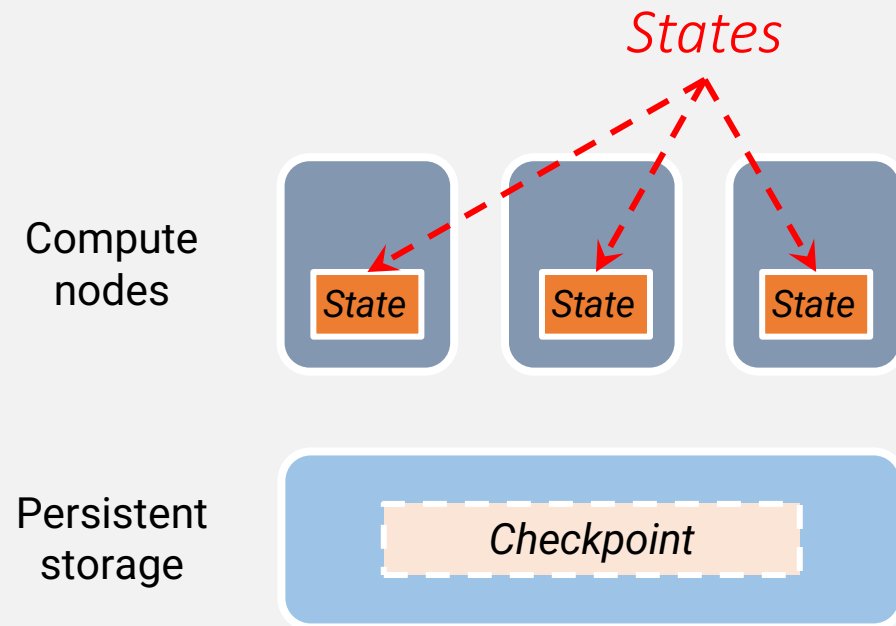 States
Compute
nodes
State
State
State
Persistent
storage
Checkpoint